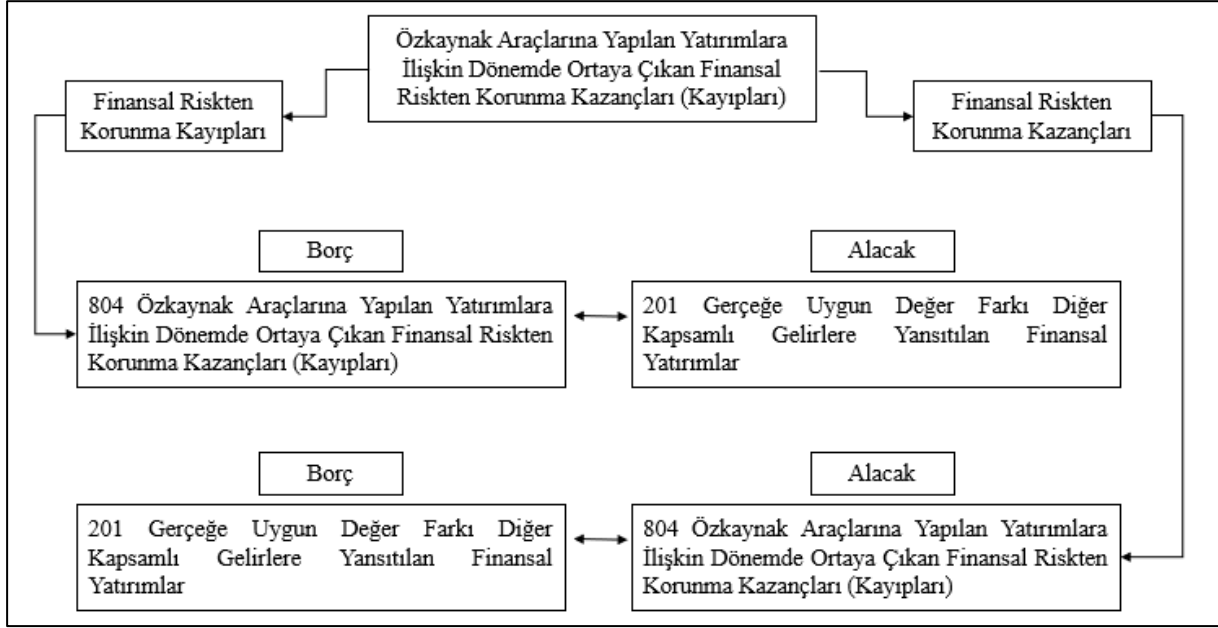 Özkaynak Araçlarına Yapılan Yatırımlara
İlişkin Dönemde Ortaya Çıkan Finansal
Riskten Korunma Kazançları (Kayıpları)
Finansal Riskten
Korunma Kayıpları
Finansal Riskten
Korunma Kazançları
Borç
Alacak
804 Özkaynak Araçlarına Yapılan Yatırımlara
İlişkin Dönemde Ortaya Çıkan Finansal Riskten
Korunma Kazançları (Kayıpları)
201 Gerçeğe Uygun Değer Farkı Diğer
Kapsamlı Gelirlere Yansıtılan Finansal
Yatırımlar
Borç
Alacak
201 Gerçeğe Uygun Değer Farkı Diğer
Kapsamlı Gelirlere Yansıtılan Finansal
Yatırımlar
804 Özkaynak Araçlarına Yapılan Yatırımlara
İlişkin Dönemde Ortaya Çıkan Finansal Riskten
Korunma Kazançları (Kayıpları)